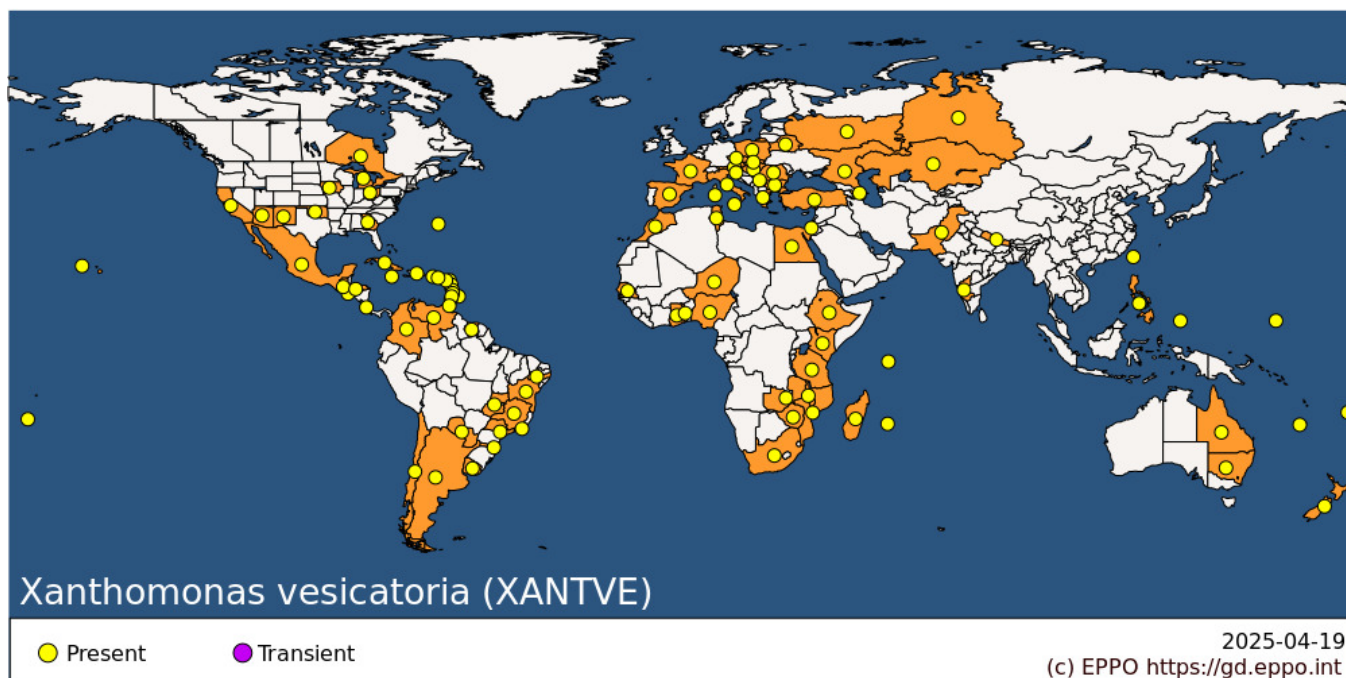 Xanthomonas vesicatoria (XANTVE)
Present
Transient
2025-04-19
(c) EPPO https://gd.eppo.int